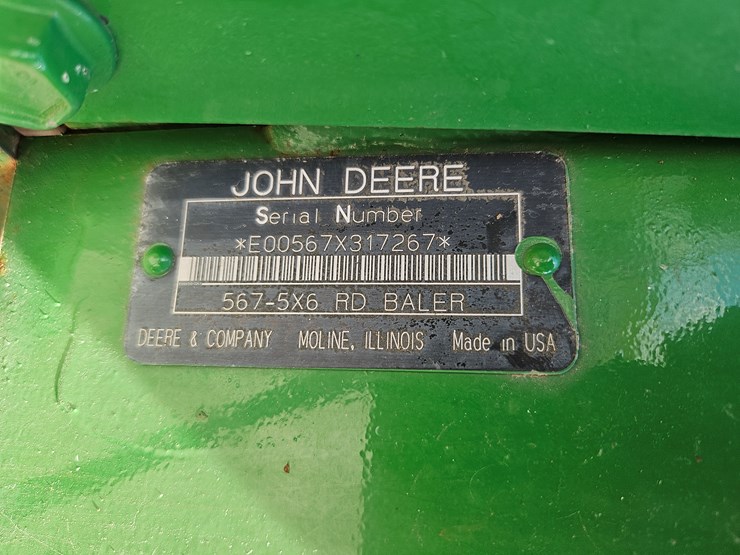 JOHN DEERE
Serial Number
*E00567X317267*
567-5X6 RD BALER
DEERE & COMPANY MOLINE, ILLINOIS Made in USA